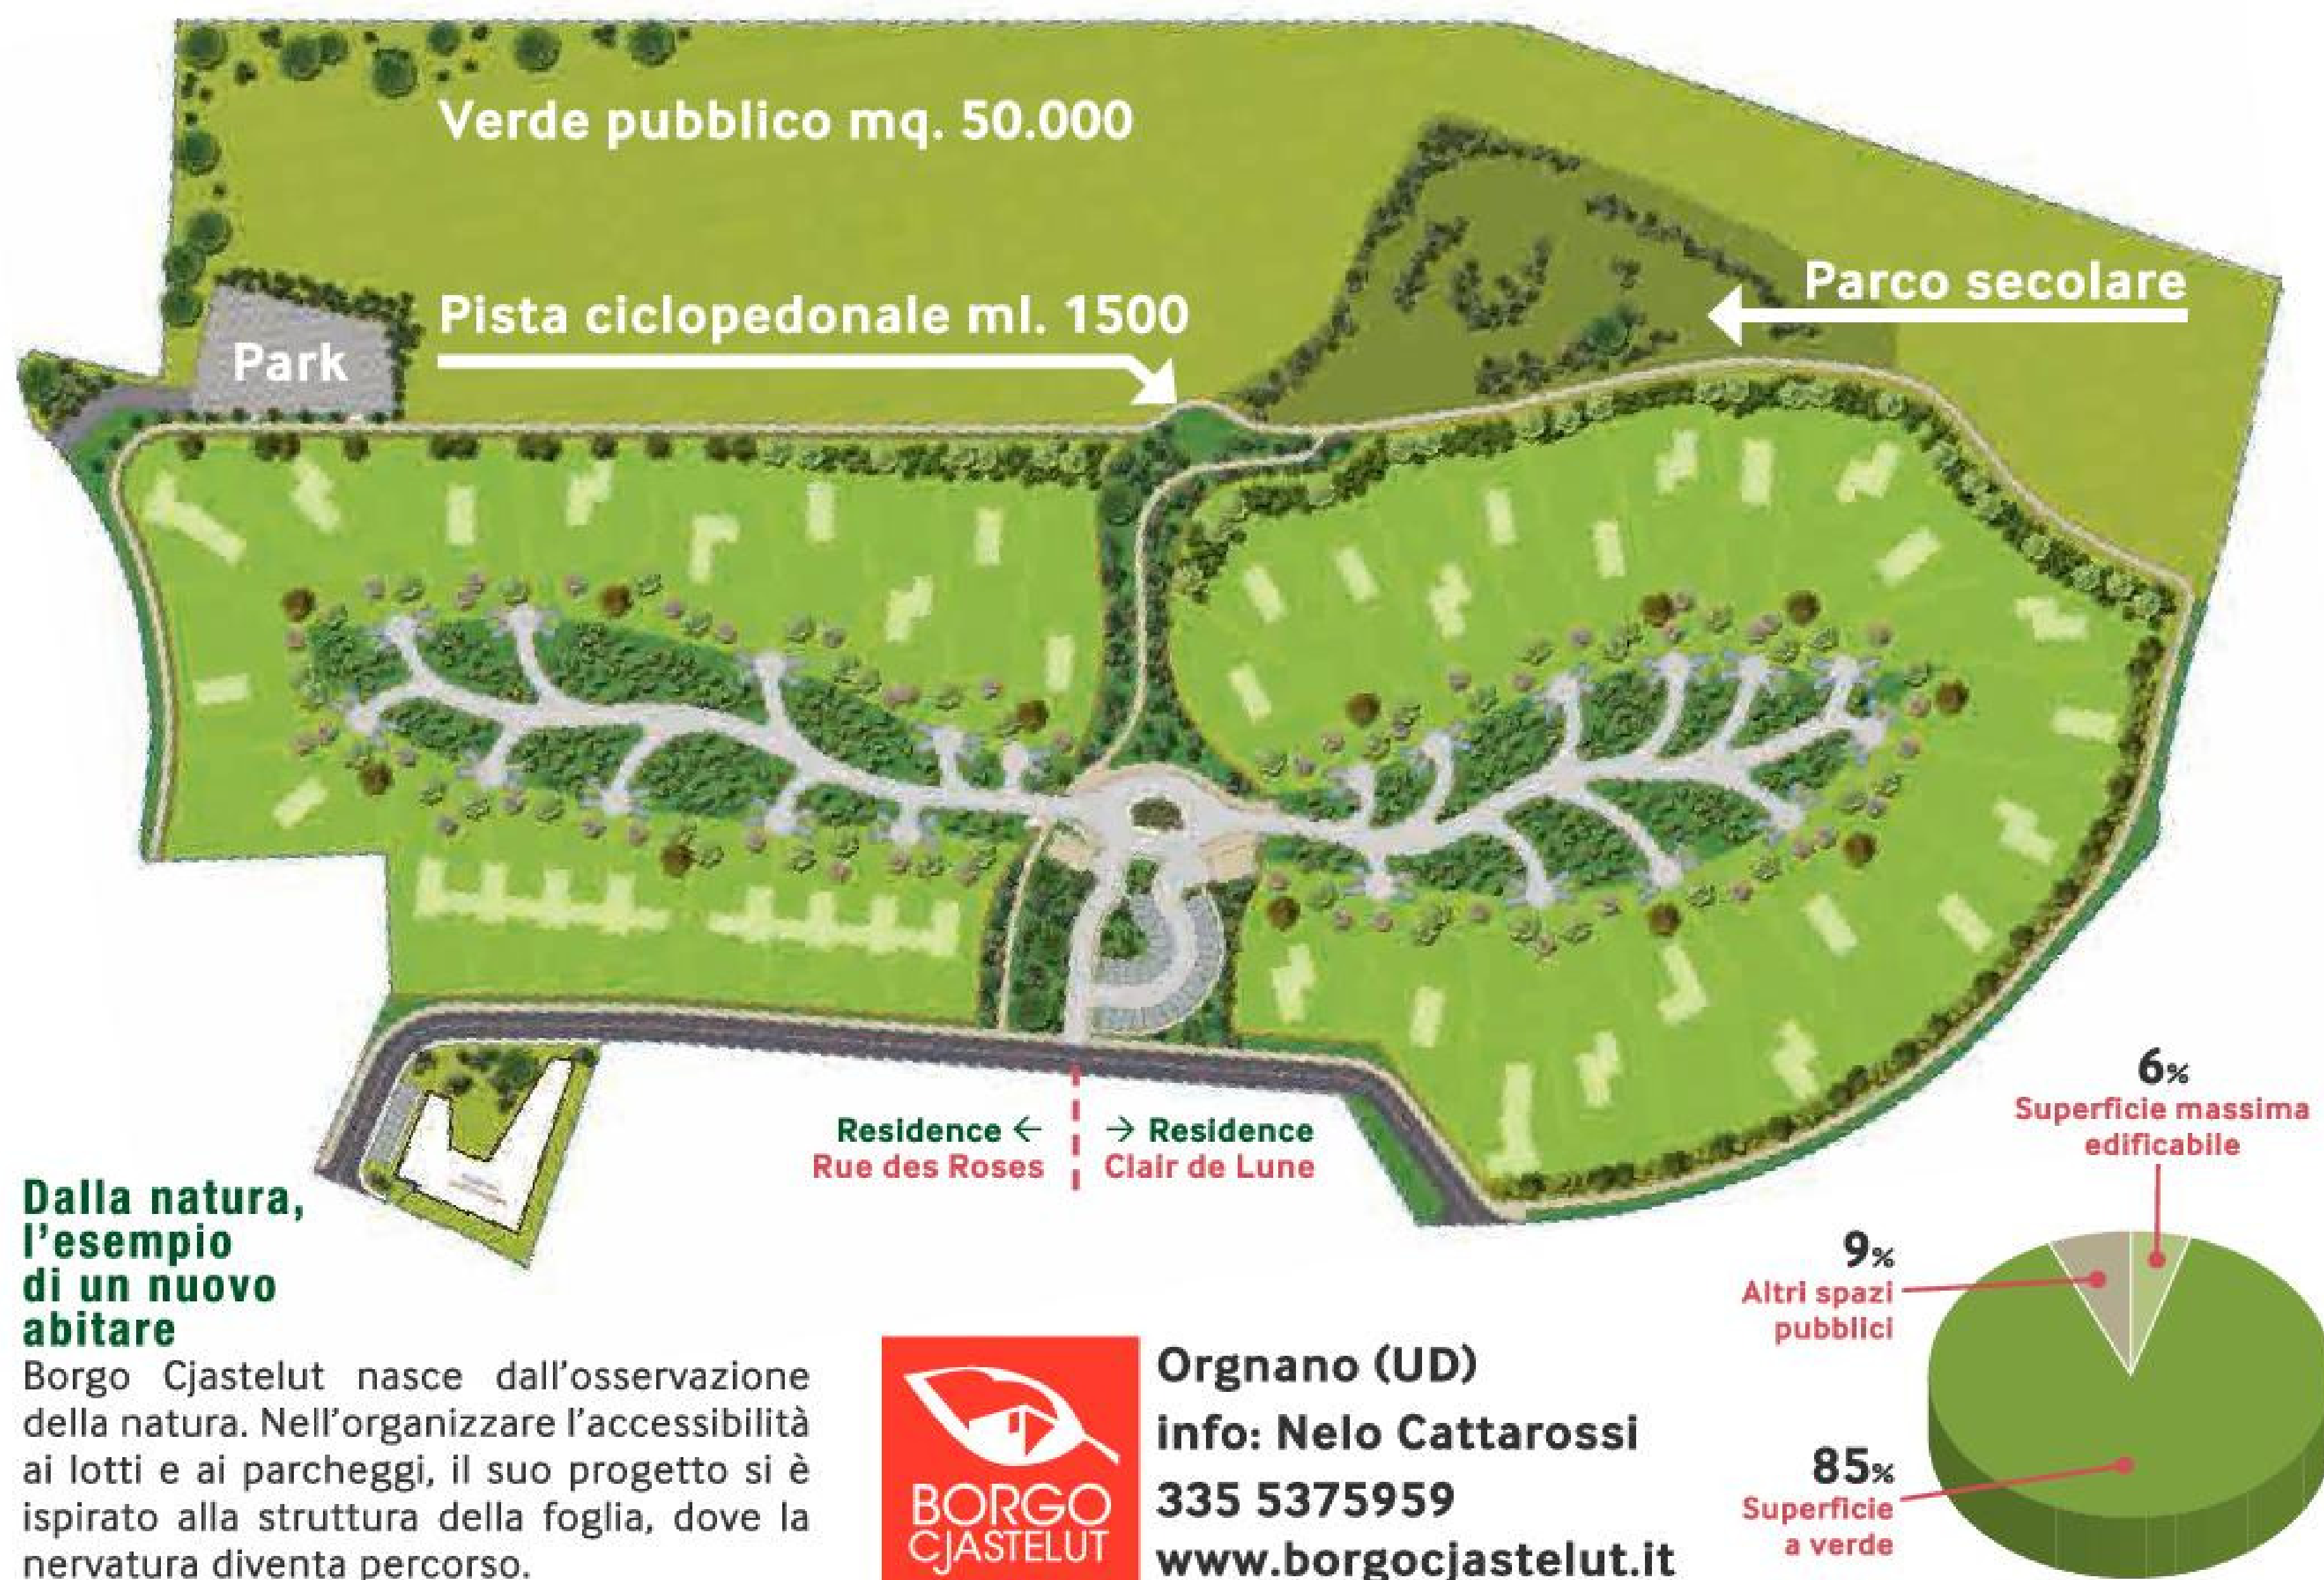 Verde pubblico mq. 50.000
Parco secolare
Pista ciclopedonale ml. 1500
Park
Residence ←
Rue des Roses
→ Residence
Clair de Lune
6%
Superficie massima
edificabile
9%
Altri spazi
pubblici
85%
Superficie
a verde
Dalla natura,
l'esempio
di un nuovo
abitare
Borgo Cjastelut nasce dall'osservazione
della natura. Nell'organizzare l'accessibilità
ai lotti e ai parcheggi, il suo progetto si è
ispirato alla struttura della foglia, dove la
nervatura diventa percorso.
BORGO
CJASTELUT
Orgnano (UD)
info: Nelo Cattarossi
335 5375959
www.borgocjastelut.it